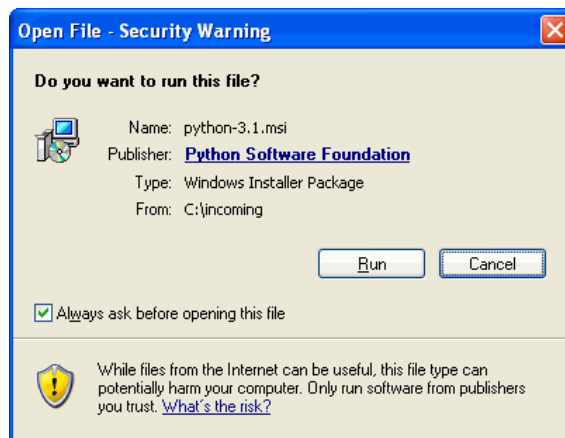 Open File - Security Warning
Do you want to run this file?
Name: python-3.1.msi
Publisher: Python Software Foundation
Type: Windows Installer Package
From: C:\incoming
Run Cancel
Always ask before opening this file
While files from the Internet can be useful, this file type can
potentially harm your computer. Only run software from publishers
you trust. What's the risk?